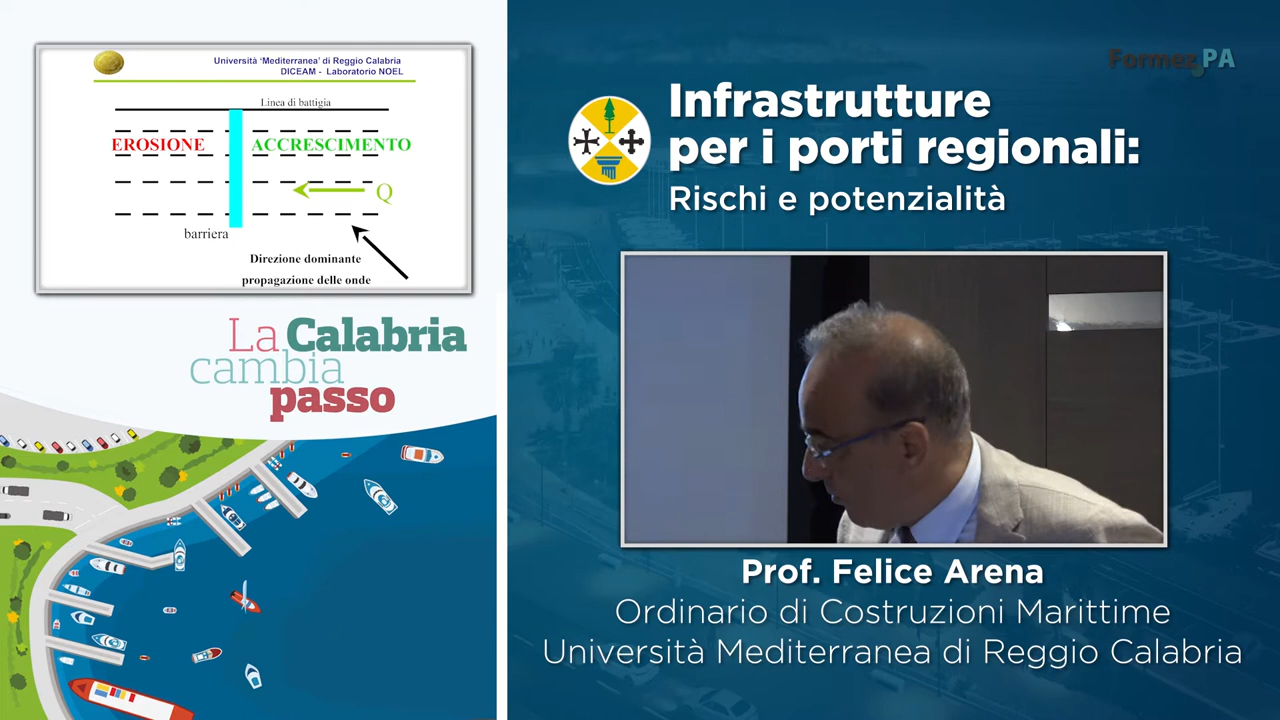 Università 'Mediterranea' di Reggio Calabria
DICEAM - Laboratorio NOEL
Linea di battigia
EROSIONE
ACCRESCIMENTO
Q
barriera
Direzione dominante
propagazione delle onde
La Calabria
cambia
passo
FormezPA
Infrastrutture
per i porti regionali:
Rischi e potenzialità
Prof. Felice Arena
Ordinario di Costruzioni Marittime
Università Mediterranea di Reggio Calabria